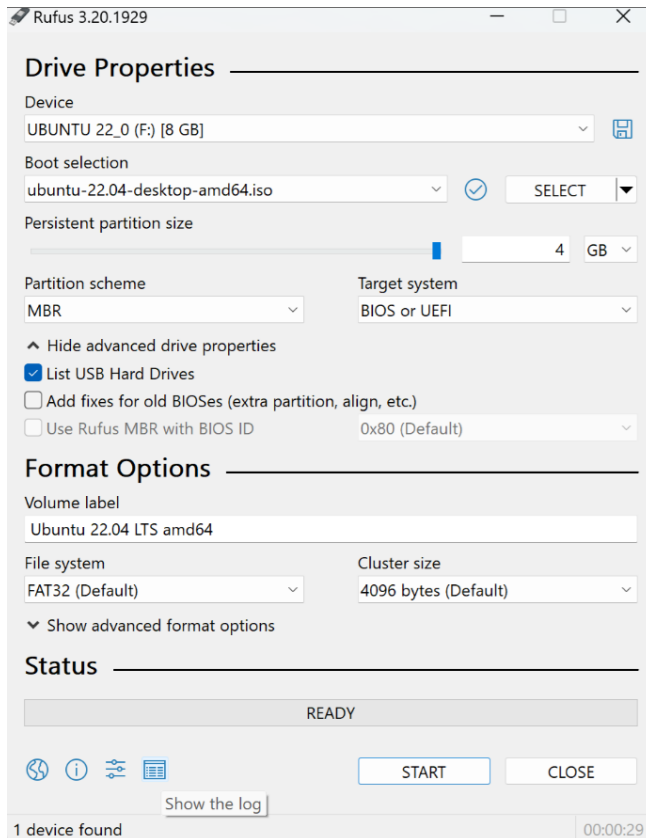 Rufus 3.20.1929
Drive Properties
Device
UBUNTU 22_0 (F:) [8 GB]
Boot selection
ubuntu-22.04-desktop-amd64.iso SELECT
Persistent partition size
4 GB
Partition scheme Target system
MBR BIOS or UEFI
Hide advanced drive properties
List USB Hard Drives
Add fixes for old BIOSes (extra partition, align, etc.)
Use Rufus MBR with BIOS ID 0x80 (Default)
Format Options
Volume label
Ubuntu 22.04 LTS amd64
File system Cluster size
FAT32 (Default) 4096 bytes (Default)
Show advanced format options
Status
READY
START CLOSE
Show the log
1 device found 00:00:29